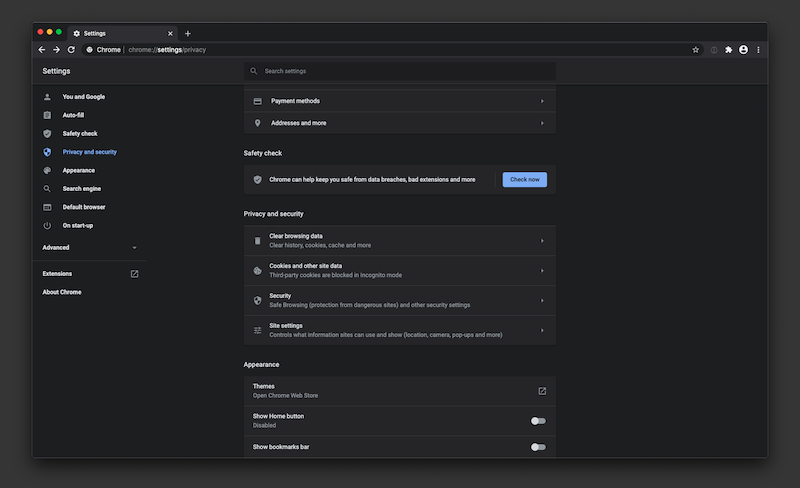 Settings
Chrome | chrome://settings/privacy
Settings
Search settings
You and Google
Auto-fill
Safety check
Privacy and security
Appearance
Search engine
Default browser
On start-up
Advanced
Extensions
About Chrome
Payment methods
Addresses and more
Safety check
Chrome can help keep you safe from data breaches, bad extensions and more
Check now
Privacy and security
Clear browsing data
Clear history, cookies, cache and more
Cookies and other site data
Third-party cookies are blocked in Incognito mode
Security
Safe Browsing (protection from dangerous sites) and other security settings
Site settings
Controls what information sites can use and show (location, camera, pop-ups and more)
Appearance
Themes
Open Chrome Web Store
Show Home button
Disabled
Show bookmarks bar